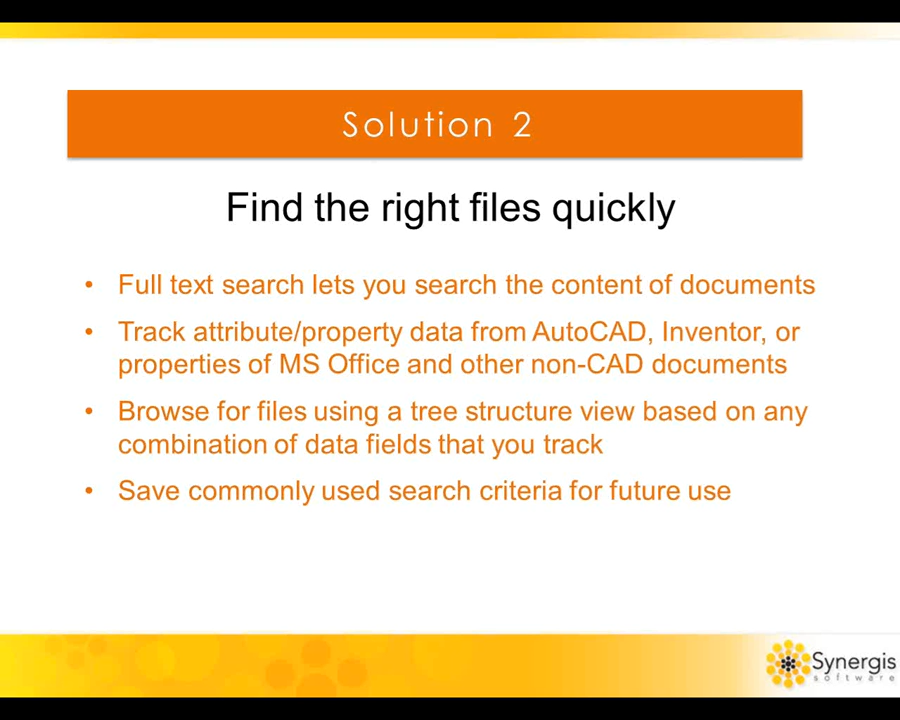 Solution 2
Find the right files quickly
• Full text search lets you search the content of documents
• Track attribute/property data from AutoCAD, Inventor, or
properties of MS Office and other non-CAD documents
• Browse for files using a tree structure view based on any
combination of data fields that you track
• Save commonly used search criteria for future use
Synergis
software